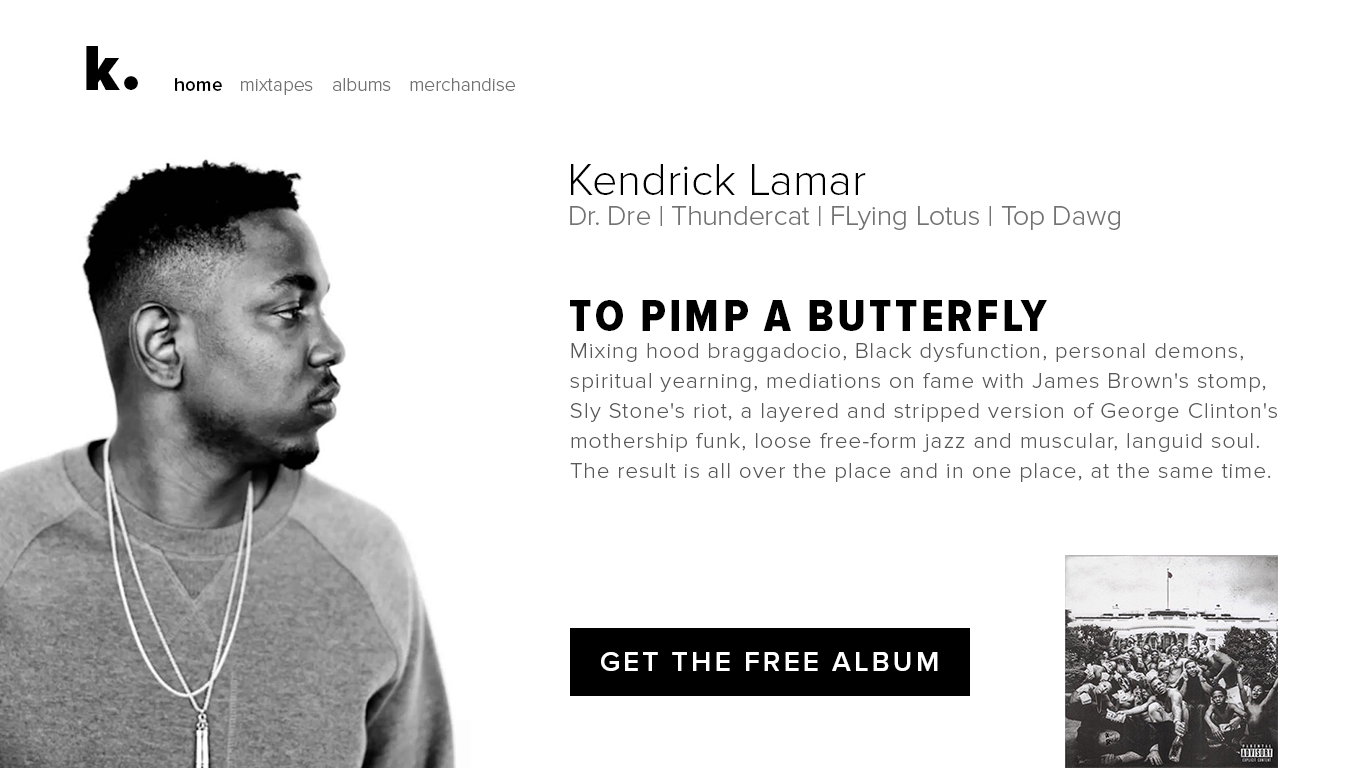 k.
home mixtapes albums merchandise
Kendrick Lamar
Dr. Dre | Thundercat | FLying Lotus | Top Dawg
TO PIMP A BUTTERFLY
Mixing hood braggadocio, Black dysfunction, personal demons,
spiritual yearning, mediations on fame with James Brown's stomp,
Sly Stone's riot, a layered and stripped version of George Clinton's
mothership funk, loose free-form jazz and muscular, languid soul.
The result is all over the place and in one place, at the same time.
GET THE FREE ALBUM
PARENTAL
ADVISORY
EXPLICIT CONTENT